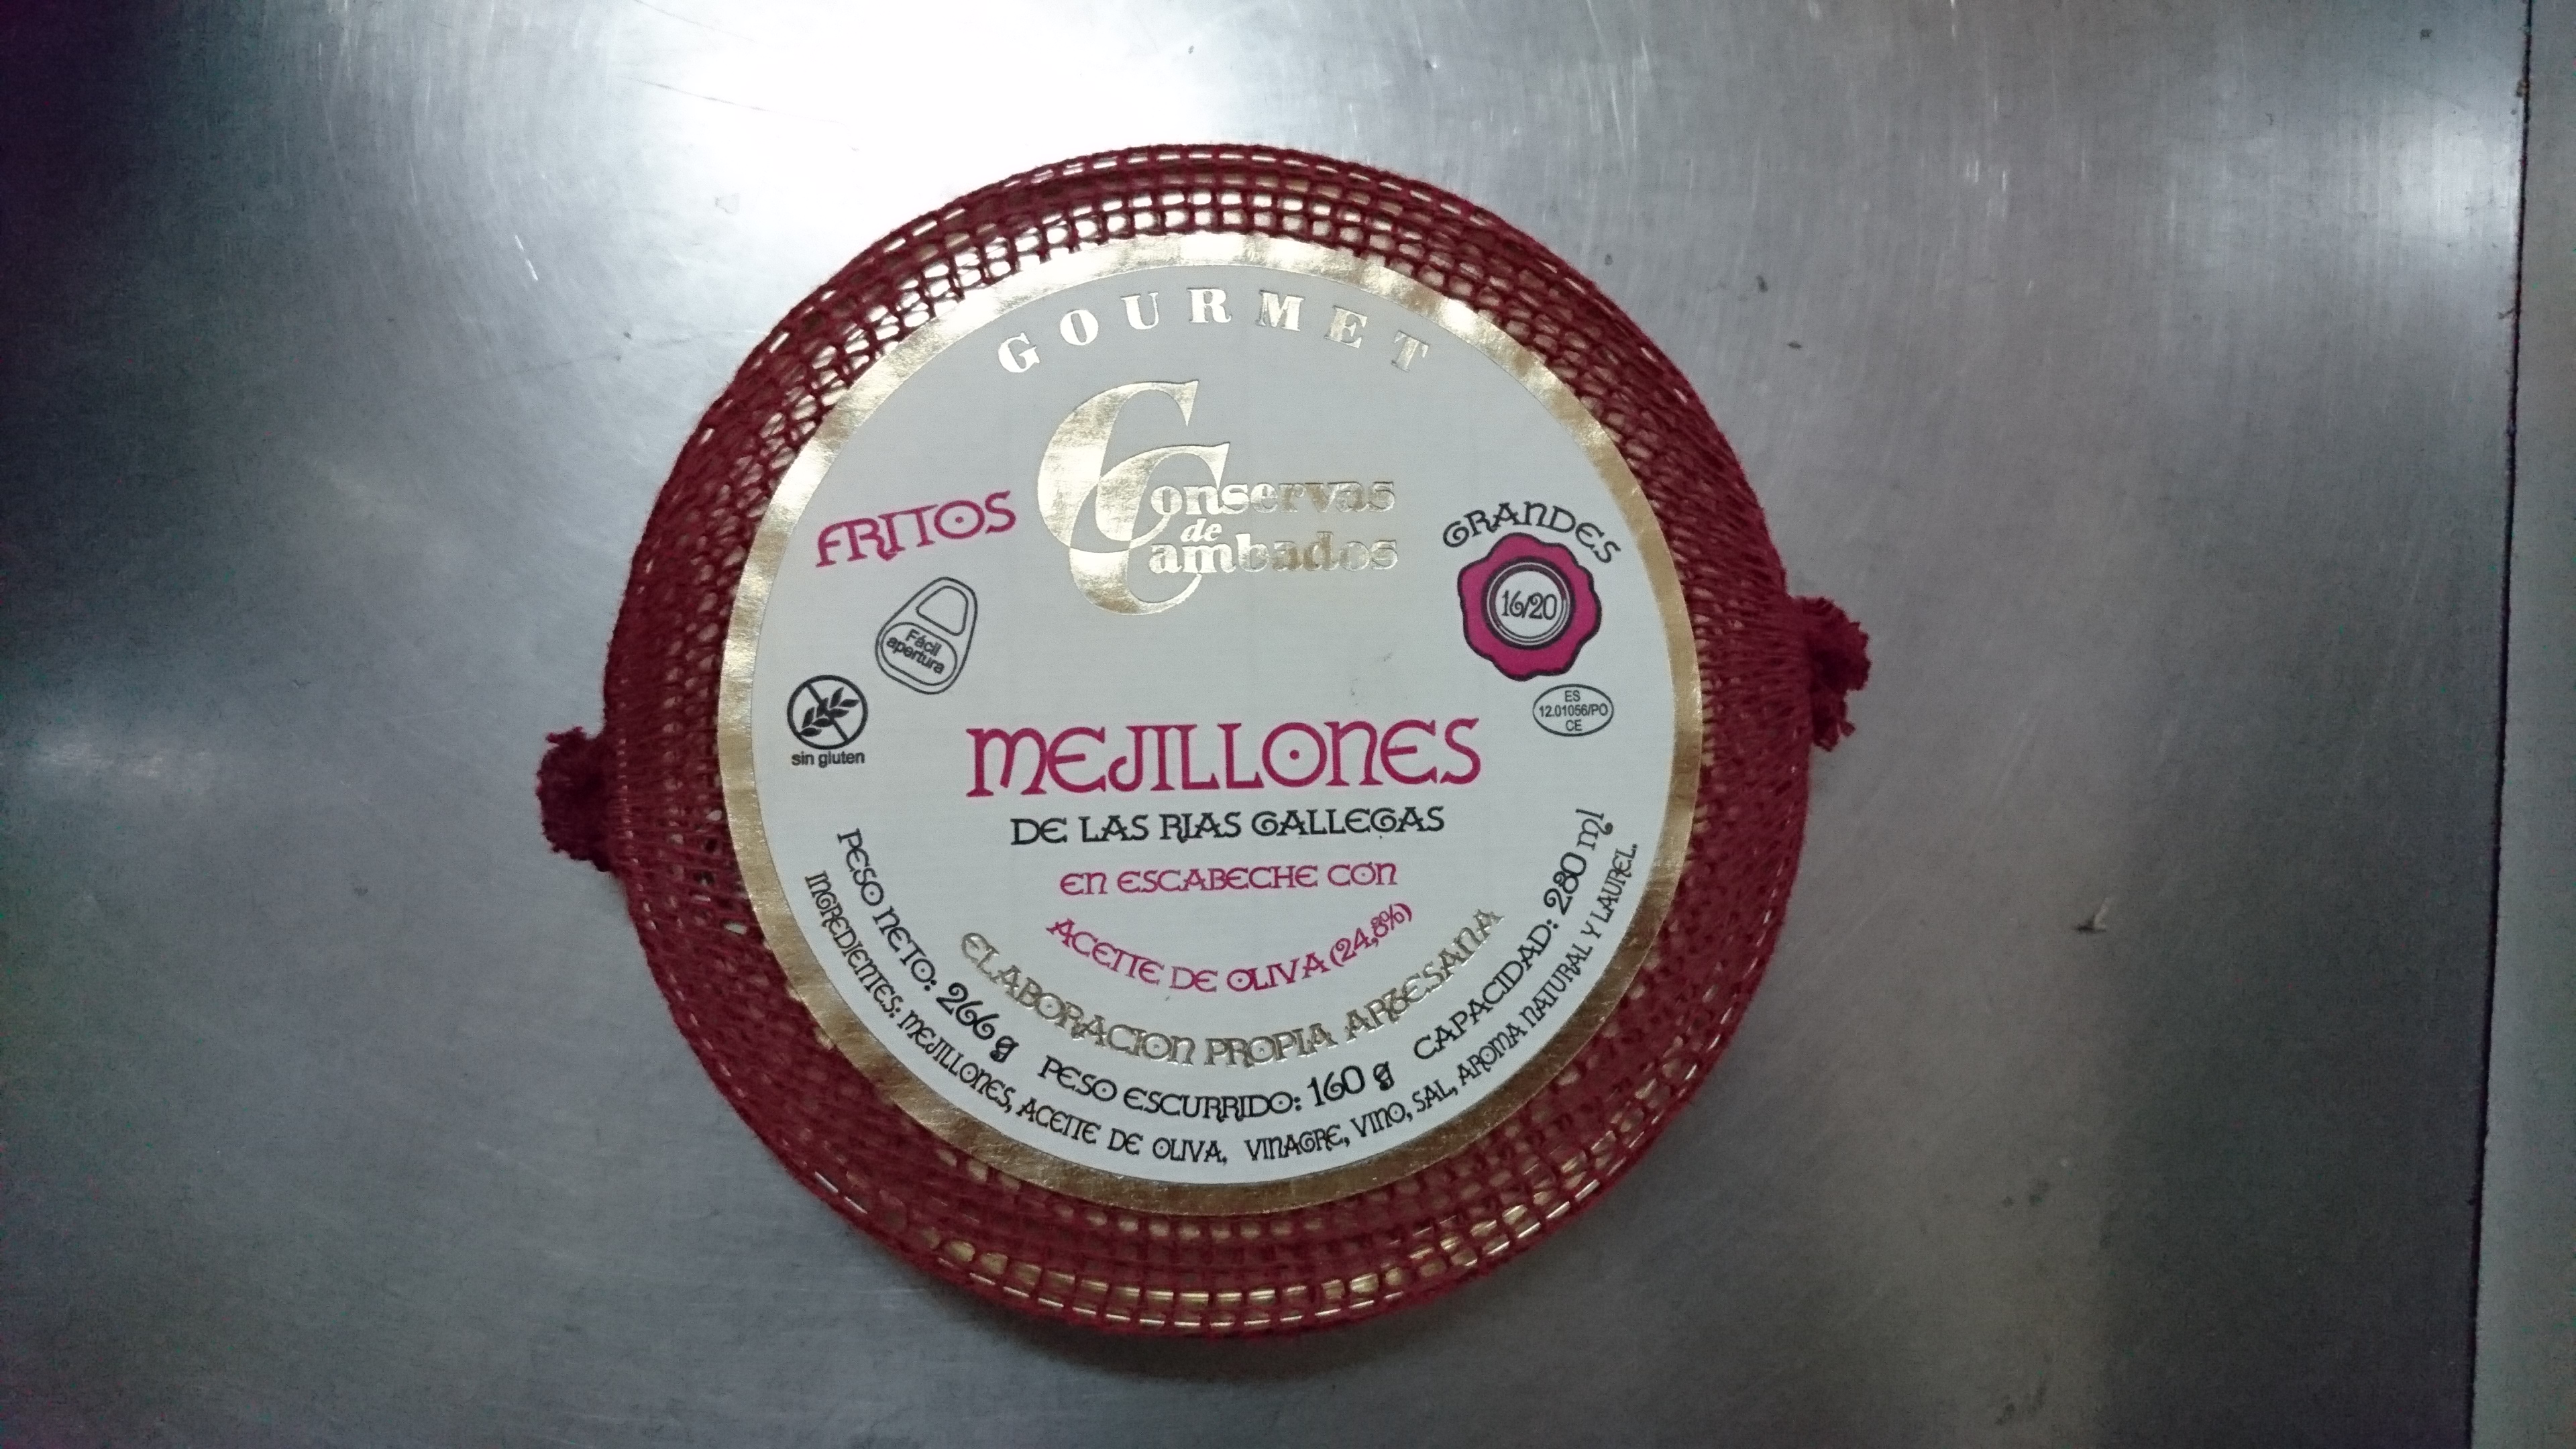 GOURMET
Conservas
de
Cambados
FRITOS
GRANDES
16/20
Fácil
apertura
sin gluten
ES
12.01056/PO
CE
MEJILLONES
DE LAS RIAS GALLEGAS
EN ESCABECHE CON
ACEITE DE OLIVA (24,8%)
ELABORACION PROPIA ARTESANA
PESO NETO: 266 g PESO ESCURRIDO: 160 g CAPACIDAD: 280 ml
INGREDIENTES: MEJILLONES, ACEITE DE OLIVA, VINAGRE, VINO, SAL, AROMA NATURAL Y LAUREL.